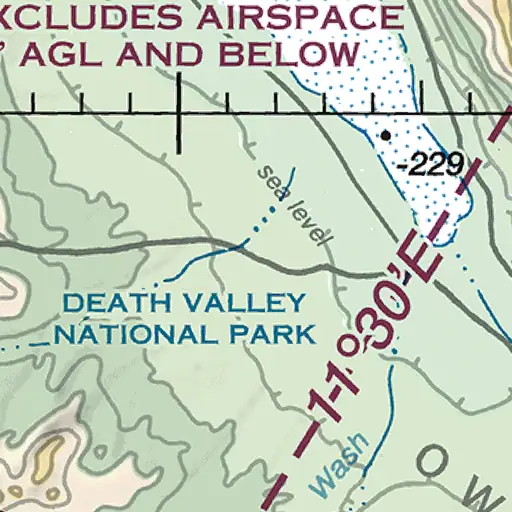 XCLUDES AIRSPACE
' AGL AND BELOW
-229
sea level
11°30'E
DEATH VALLEY
NATIONAL PARK
Wash
O W